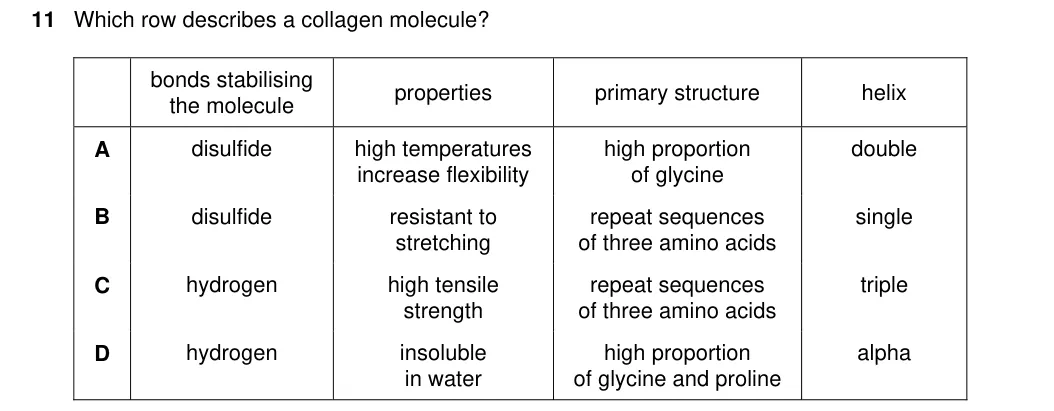 11 Which row describes a collagen molecule?
bonds stabilising the molecule properties primary structure helix
A disulfide high temperatures increase flexibility high proportion of glycine double
B disulfide resistant to stretching repeat sequences of three amino acids single
C hydrogen high tensile strength repeat sequences of three amino acids triple
D hydrogen insoluble in water high proportion of glycine and proline alpha